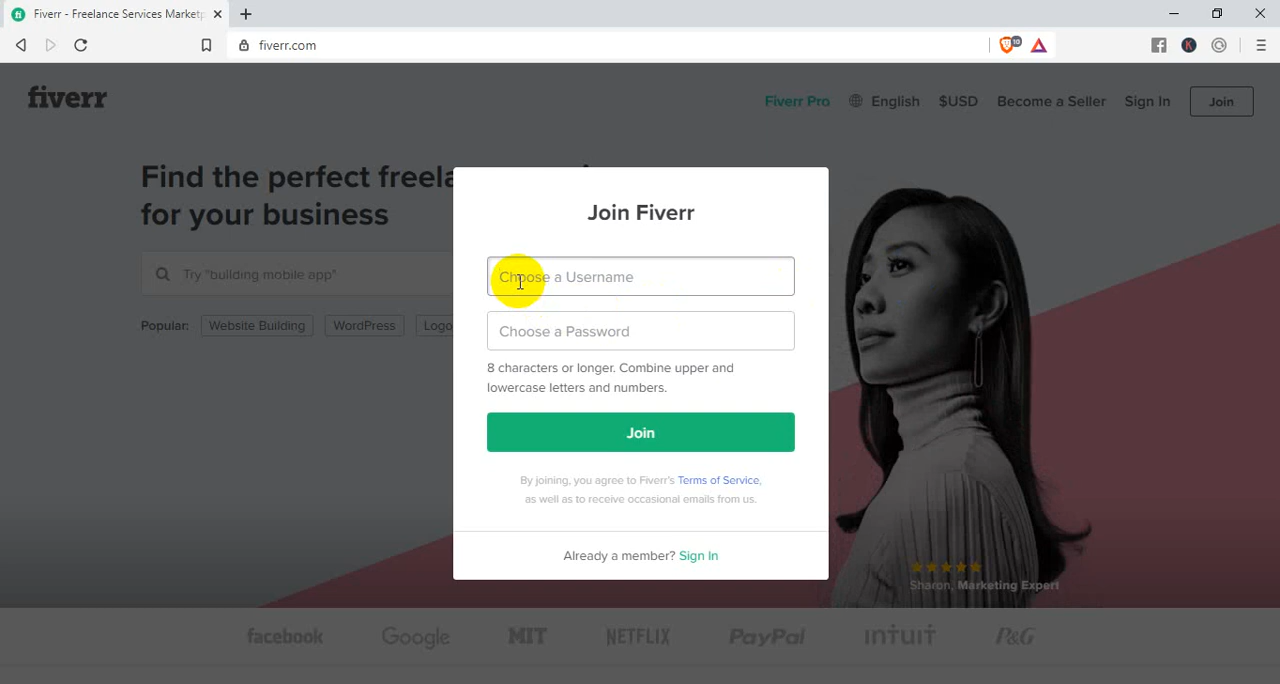 Fiverr - Freelance Services Marketp
fiverr.com
10
fiverr
Fiverr Pro
English
$USD
Become a Seller
Sign In
Join
Find the perfect
for your business
Try "building mobile app"
Popular:
Website Building
WordPress
Join Fiverr
Choose a Username
Choose a Password
8 characters or longer. Combine upper and
lowercase letters and numbers.
Join
By joining, you agree to Fiverr's Terms of Service,
as well as to receive occasional emails from us.
Already a member? Sign In
Sharon, Marketing Expert
facebook
Google
MIT
NETFLIX
PayPal
intuit
P&G